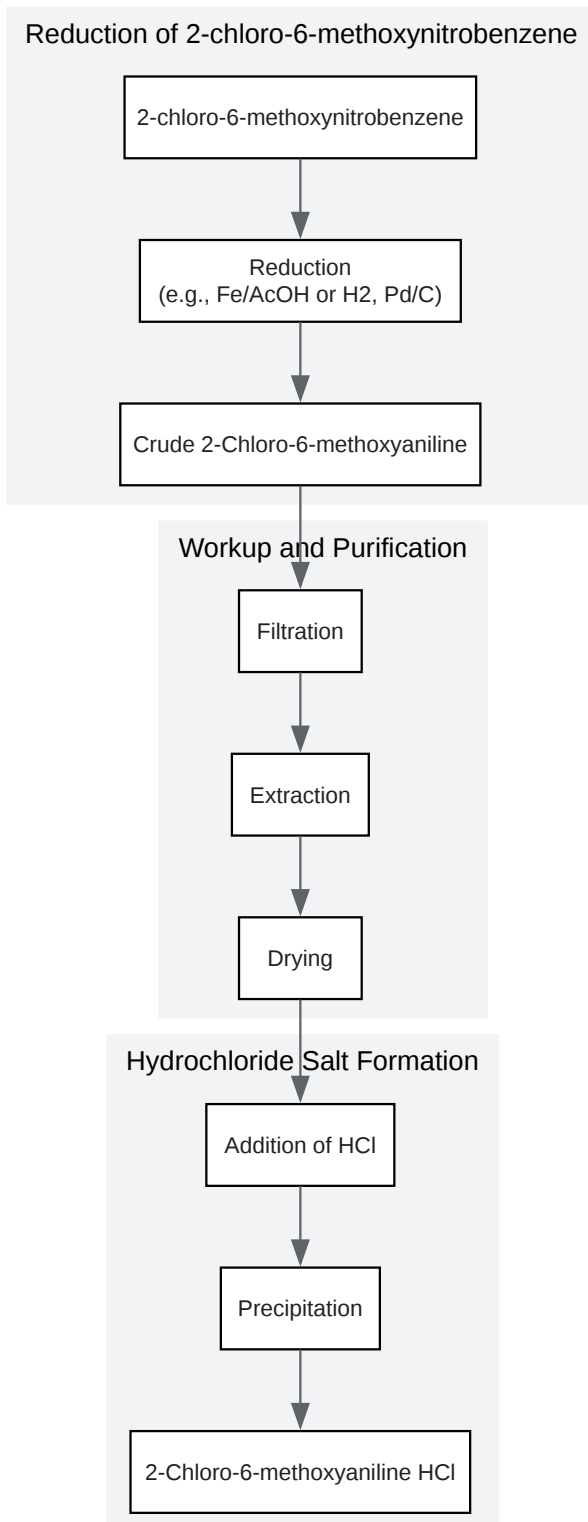 Reduction of 2-chloro-6-methoxynitrobenzene
2-chloro-6-methoxynitrobenzene
Reduction
(e.g., Fe/AcOH or H2, Pd/C)
Crude 2-Chloro-6-methoxyaniline
Workup and Purification
Filtration
Extraction
Drying
Hydrochloride Salt Formation
Addition of HCl
Precipitation
2-Chloro-6-methoxyaniline HCl